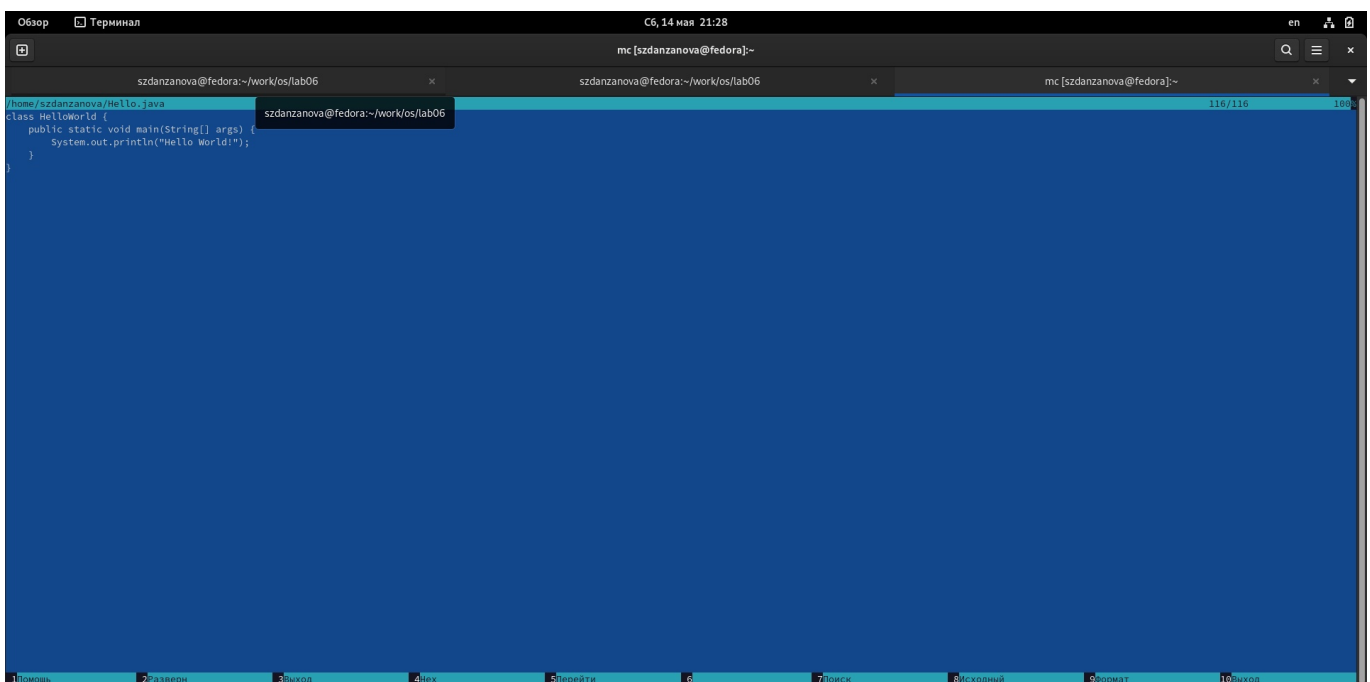 Обзор Терминал Сб, 14 мая 21:28 en
mc [szdanzanova@fedora]:~
szdanzanova@fedora:~/work/os/lab06 szdanzanova@fedora:~/work/os/lab06 mc [szdanzanova@fedora]:~
/home/szdanzanova/Hello.java 116/116 100%
szdanzanova@fedora:~/work/os/lab06
class HelloWorld {
    public static void main(String[] args) {
        System.out.println("Hello World!");
    }
}
1Помощь 2Разверн 3Выход 4Hex 5Перейти 6 7Поиск 8Исходный 9Формат 10Выход